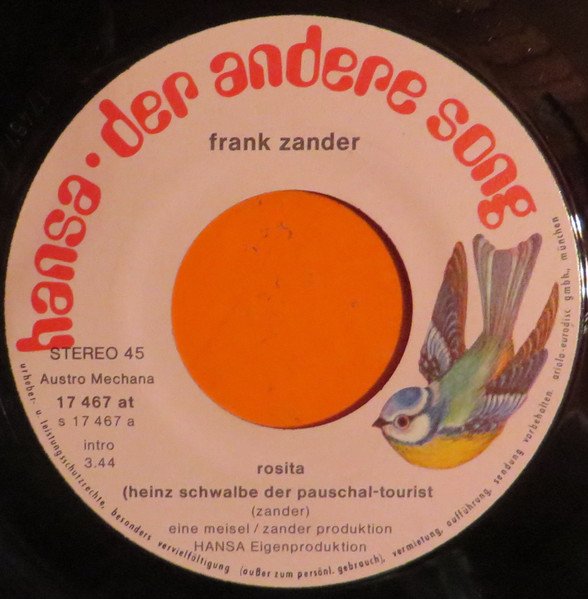 hansa · der andere song
frank zander
STEREO 45
Austro Mechana
17 467 at
s 17 467 a
intro
3.44
rosita
(heinz schwalbe der pauschal-tourist
(zander)
eine meisel / zander produktion
HANSA Eigenproduktion
urheber- u. leistungsschutzrechte, besonders vervielfältigung (außer zum persönl. gebrauch), vermietung, aufführung, sendung vorbehalten. ariola-eurodisc gmbh., münchen